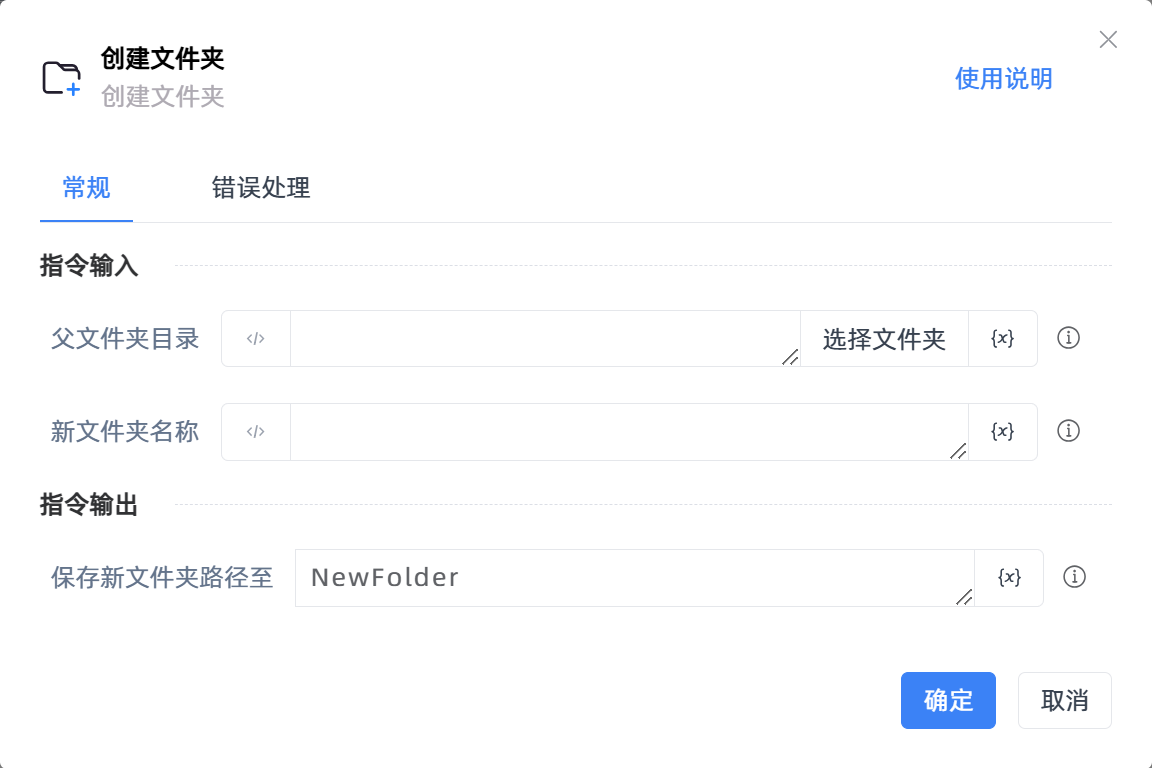 创建文件夹
创建文件夹
使用说明
常规 错误处理
指令输入
父文件夹目录 </> 选择文件夹 {x}
新文件夹名称 </> {x}
指令输出
保存新文件夹路径至 NewFolder {x}
确定 取消